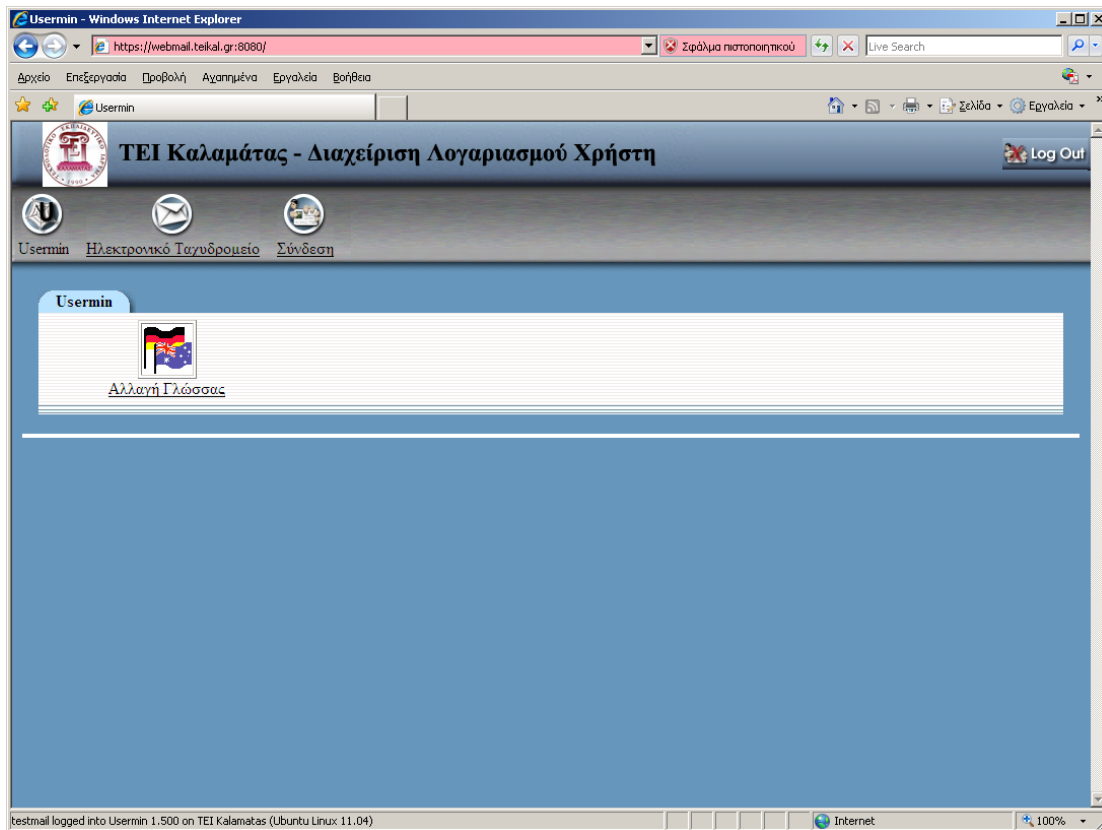 Usermin - Windows Internet Explorer
https://webmail.teikal.gr:8080/
Σφάλμα πιστοποιητικού
Live Search
Αρχείο Επεξεργασία Προβολή Αγαπημένα Εργαλεία Βοήθεια
Usermin
Σελίδα
Εργαλεία
ΤΕΙ Καλαμάτας - Διαχείριση Λογαριασμού Χρήστη
Log Out
Usermin Ηλεκτρονικό Ταχυδρομείο Σύνδεση
Usermin
Αλλαγή Γλώσσας
testmail logged into Usermin 1.500 on TEI Kalamatas (Ubuntu Linux 11.04)
Internet
100%